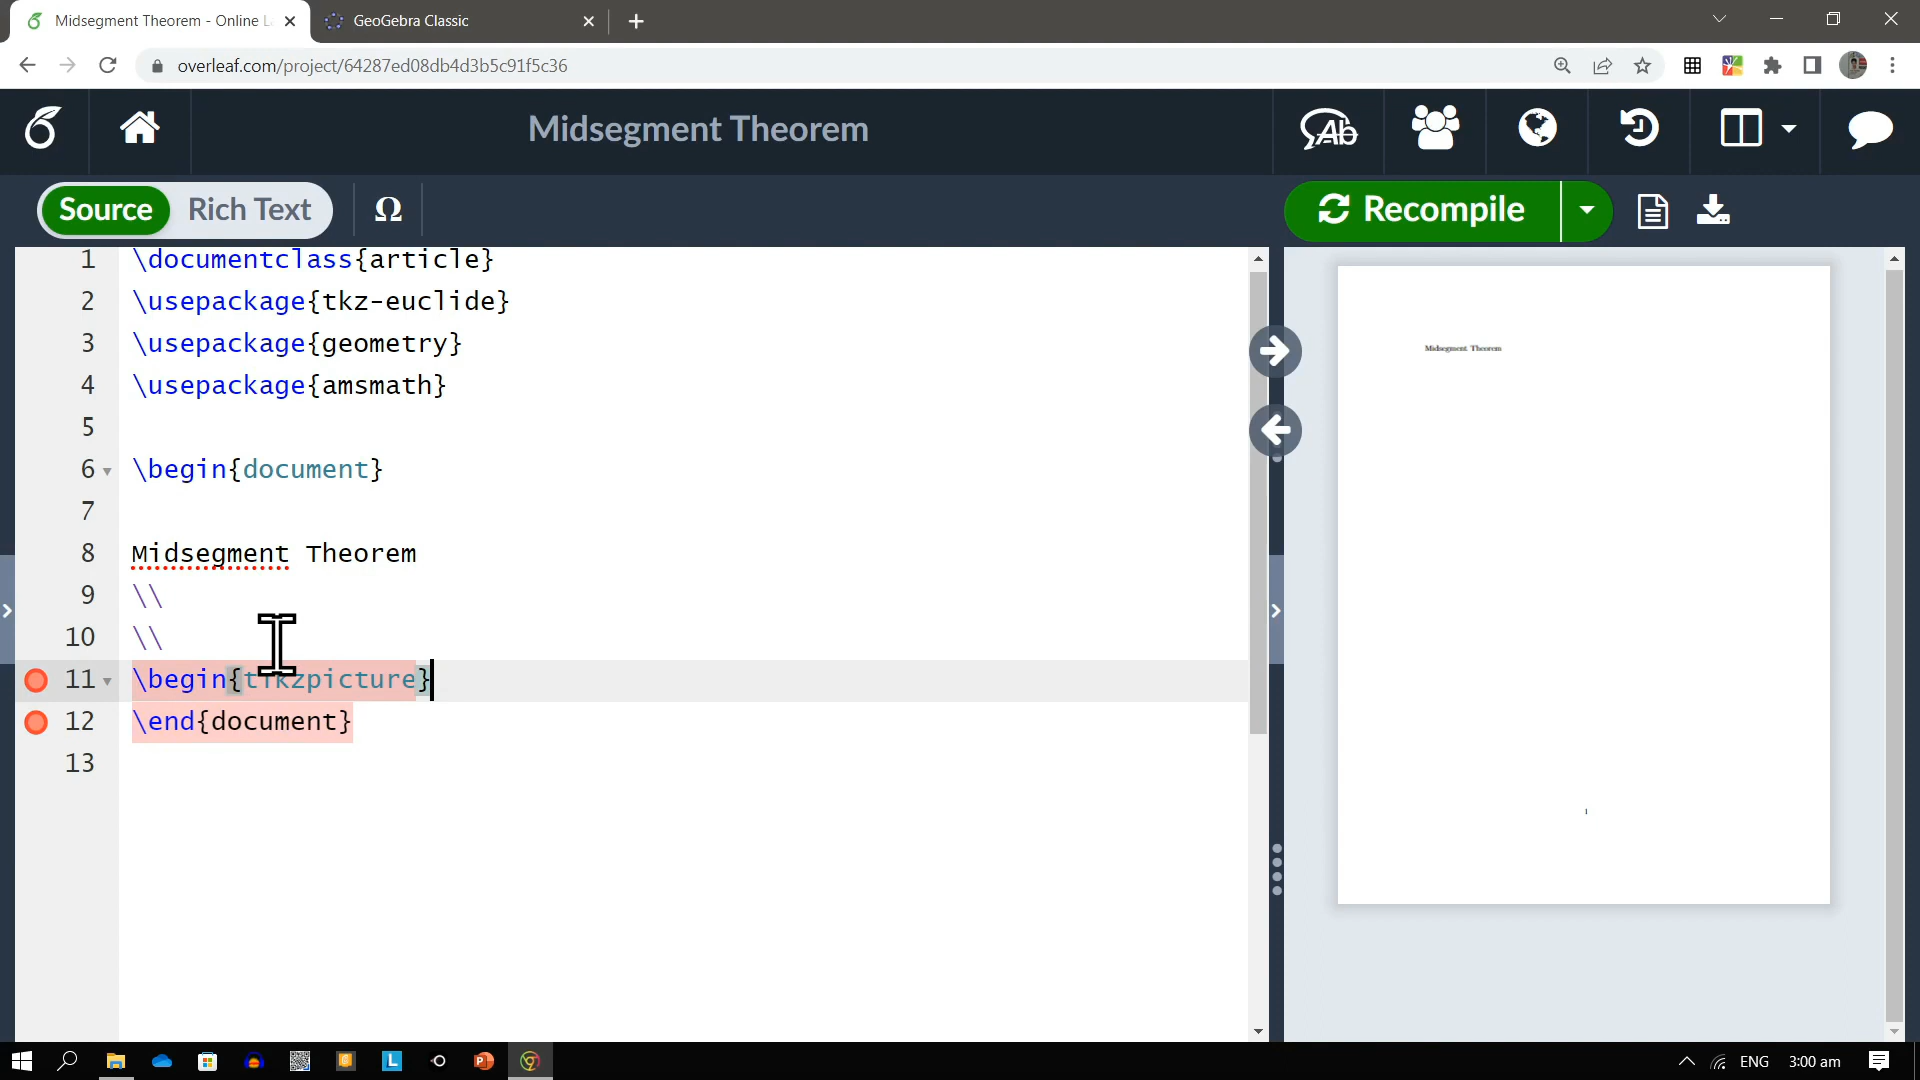 Midsegment Theorem - Online L
GeoGebra Classic
overleaf.com/project/64287ed08db4d3b5c91f5c36
Midsegment Theorem
Source
Rich Text
Ω
Recompile
1 \documentclass{article}
2 \usepackage{tkz-euclide}
3 \usepackage{geometry}
4 \usepackage{amsmath}
5
6 \begin{document}
7
8 Midsegment Theorem
9 \\
10 \\
11 \begin{tikzpicture}
12 \end{document}
13
Midsegment Theorem
1
ENG
3:00 am